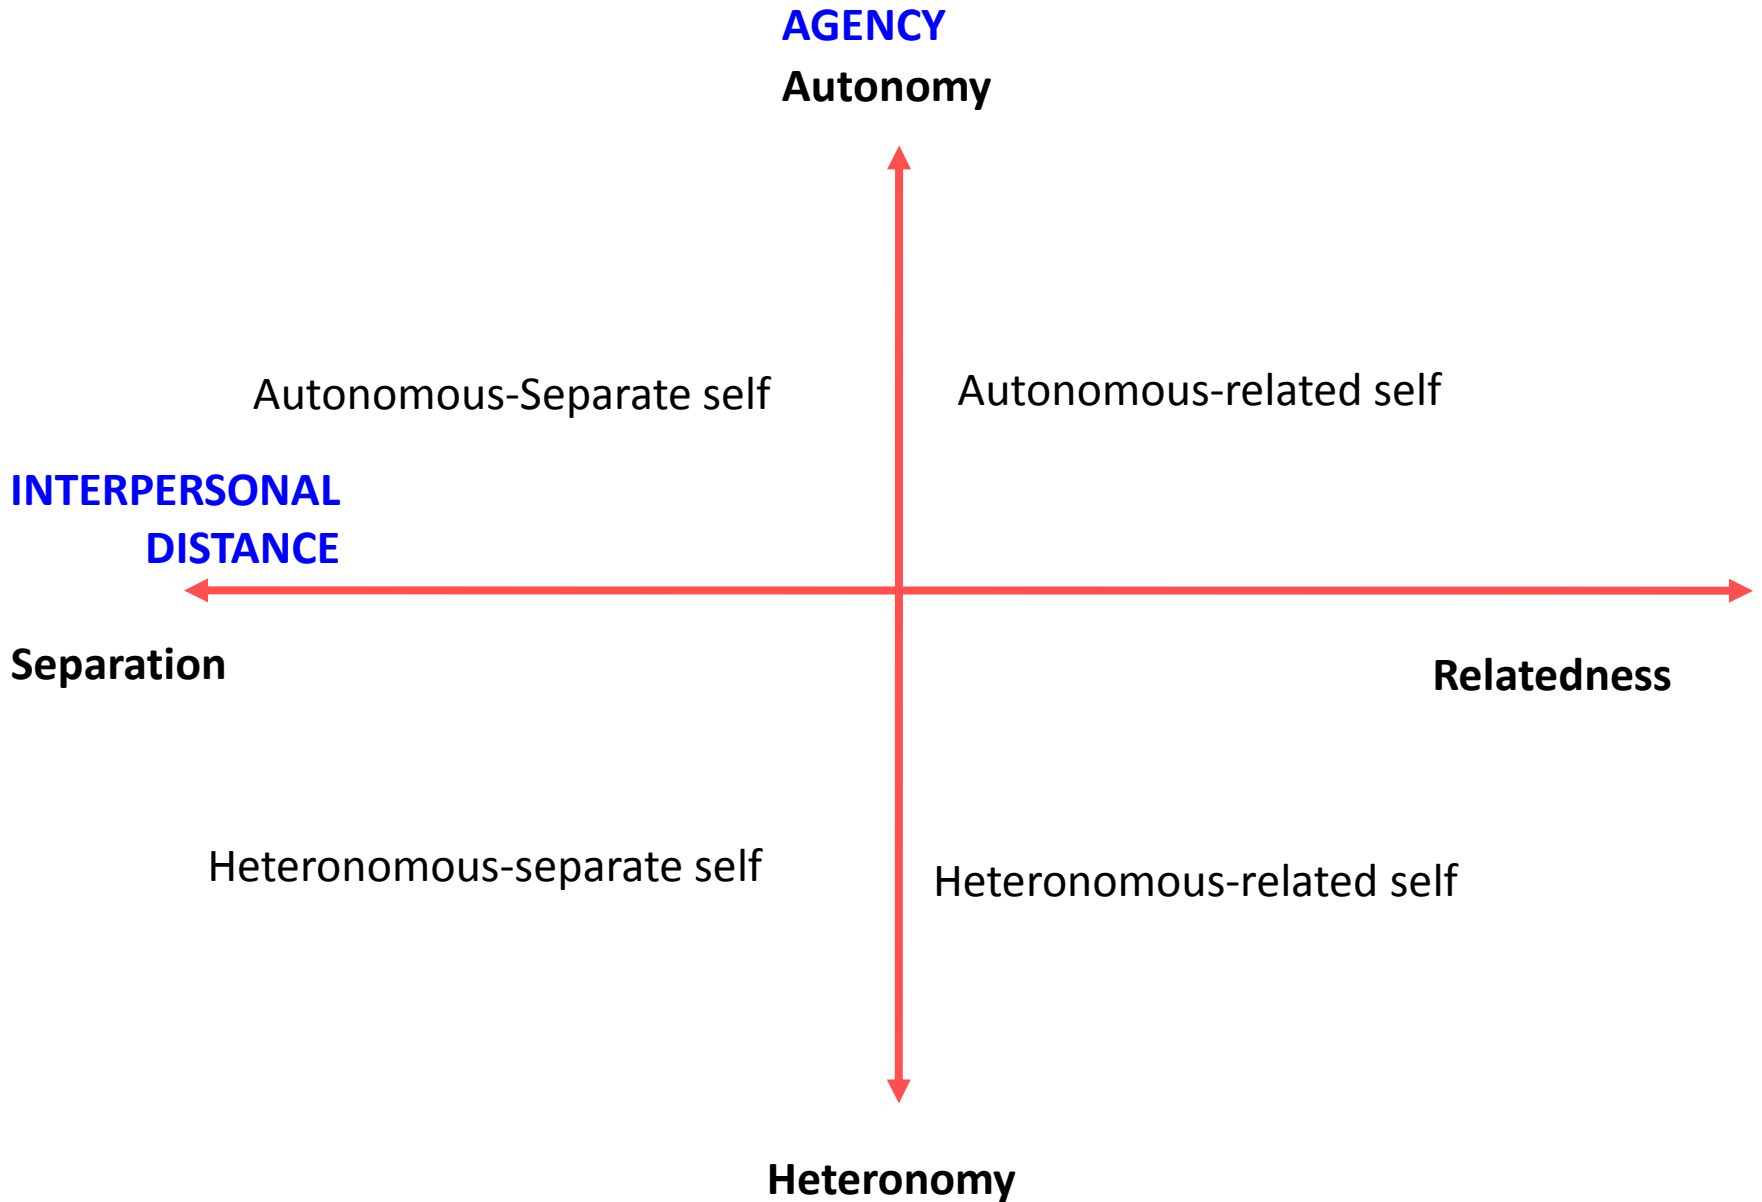 AGENCY
Autonomy
Autonomous-Separate self
Autonomous-related self
INTERPERSONAL
DISTANCE
Separation
Relatedness
Heteronomous-separate self
Heteronomous-related self
Heteronomy